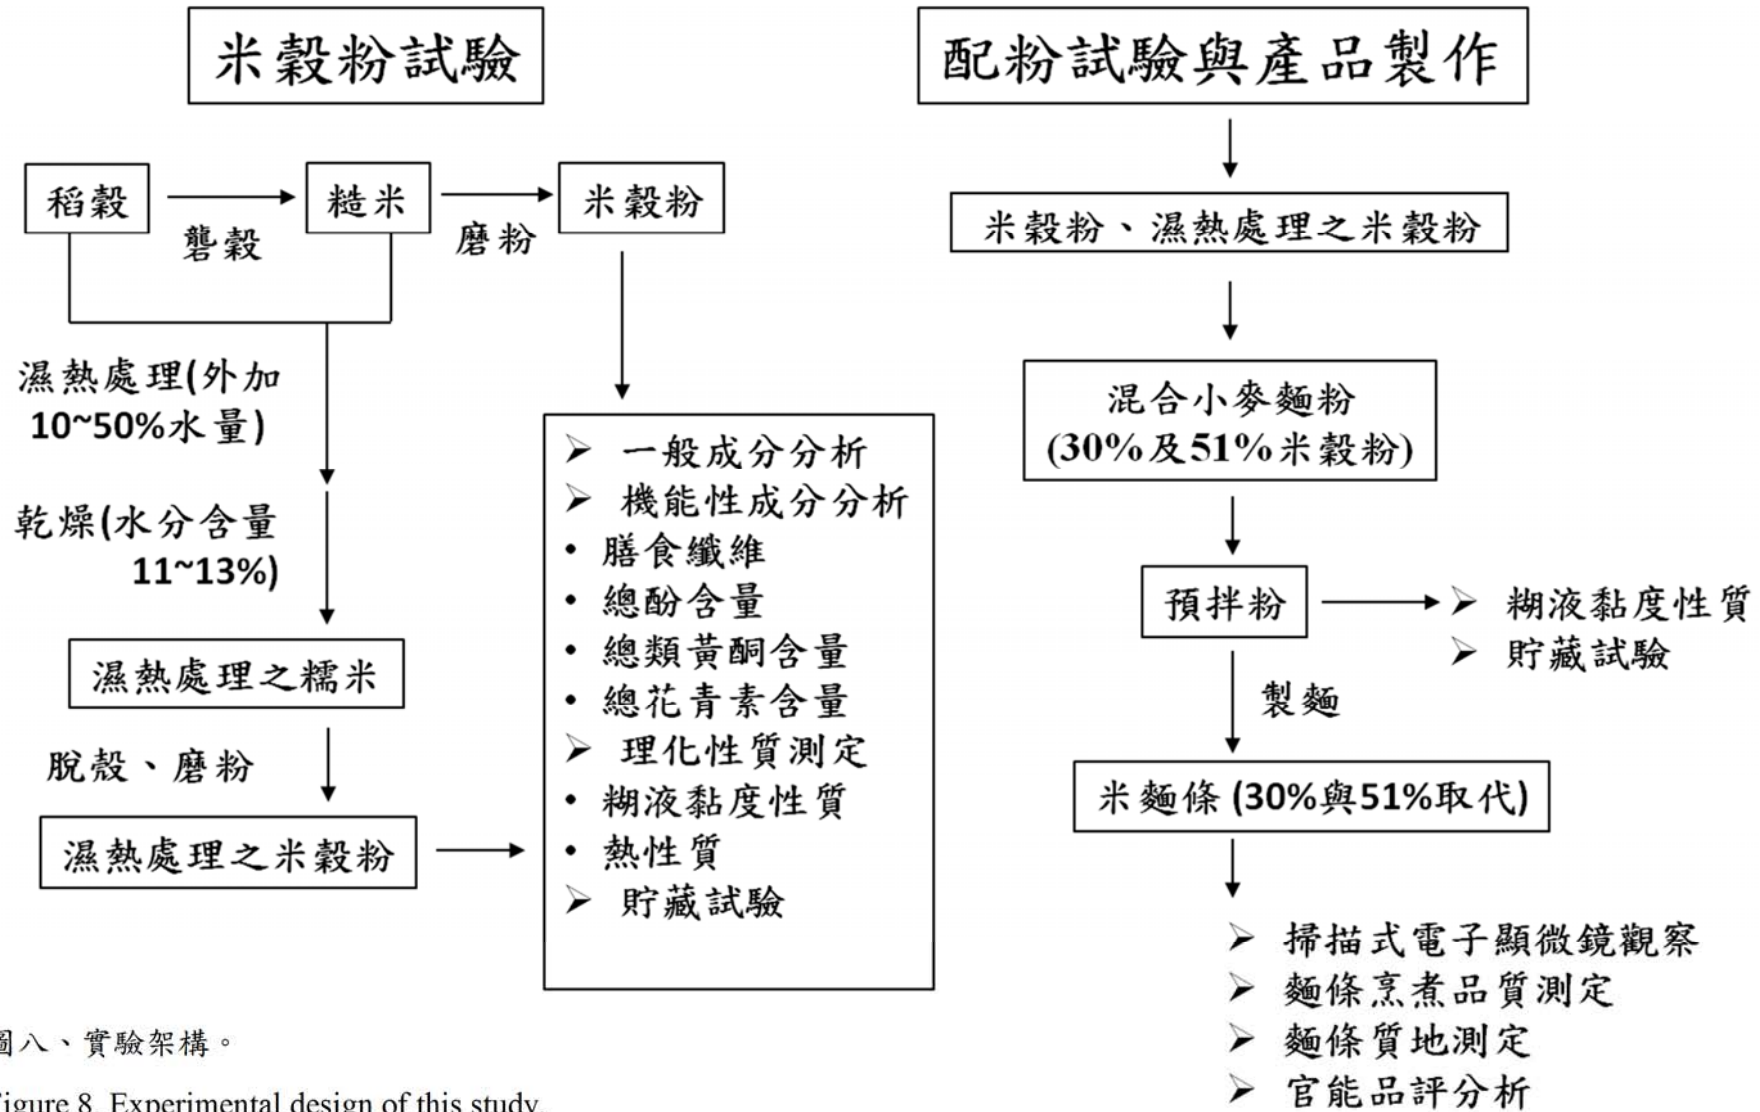 米穀粉試驗
稻穀
礱穀
糙米
磨粉
米穀粉
濕熱處理(外加
10~50%水量)
乾燥(水分含量
11~13%)
濕熱處理之糯米
脫殼、磨粉
濕熱處理之米穀粉
➢ 一般成分分析
➢ 機能性成分分析
• 膳食纖維
• 總酚含量
• 總類黃酮含量
• 總花青素含量
➢ 理化性質測定
• 糊液黏度性質
• 熱性質
➢ 貯藏試驗
配粉試驗與產品製作
米穀粉、濕熱處理之米穀粉
混合小麥麵粉
(30%及51%米穀粉)
預拌粉
➢ 糊液黏度性質
➢ 貯藏試驗
製麵
米麵條(30%與51%取代)
➢ 掃描式電子顯微鏡觀察
➢ 麵條烹煮品質測定
➢ 麵條質地測定
➢ 官能品評分析
圖八、實驗架構。
Figure 8. Experimental design of this study.